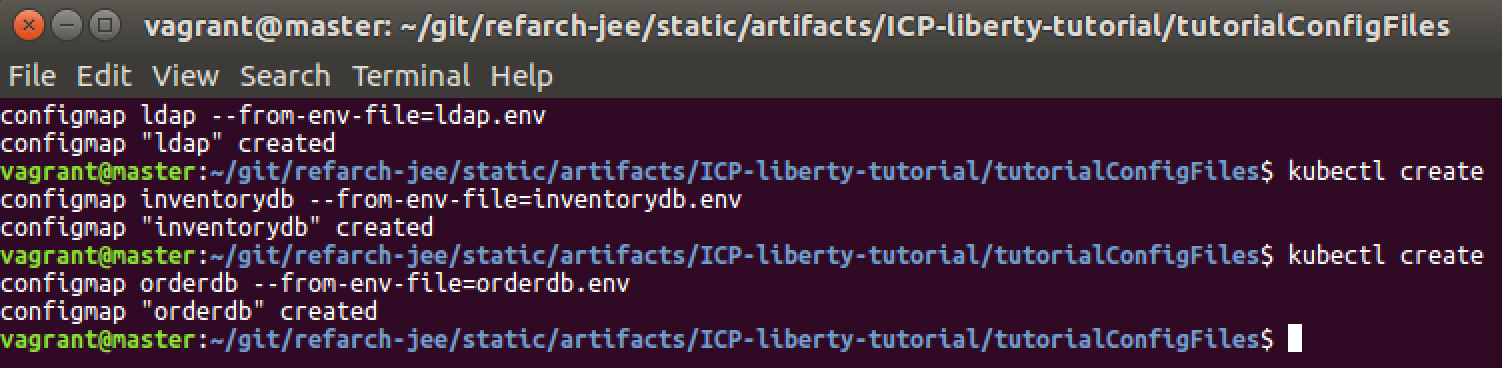 vagrant@master: ~/git/refarch-jee/static/artifacts/ICP-liberty-tutorial/tutorialConfigFiles
File Edit View Search Terminal Help
configmap ldap --from-env-file=ldap.env
configmap "ldap" created
vagrant@master:~/git/refarch-jee/static/artifacts/ICP-liberty-tutorial/tutorialConfigFiles$ kubectl create
configmap inventorydb --from-env-file=inventorydb.env
configmap "inventorydb" created
vagrant@master:~/git/refarch-jee/static/artifacts/ICP-liberty-tutorial/tutorialConfigFiles$ kubectl create
configmap orderdb --from-env-file=orderdb.env
configmap "orderdb" created
vagrant@master:~/git/refarch-jee/static/artifacts/ICP-liberty-tutorial/tutorialConfigFiles$